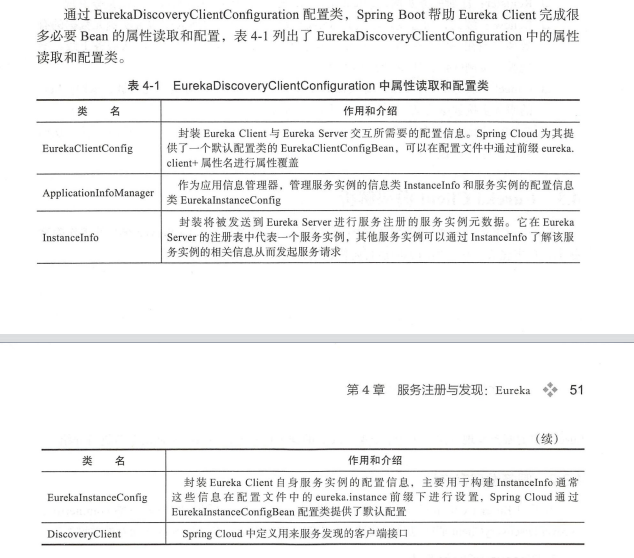 通过 EurekaDiscoveryClientConfiguration 配置类，Spring Boot 帮助 Eureka Client 完成很
多必要 Bean 的属性读取和配置，表 4-1 列出了 EurekaDiscoveryClientConfiguration 中的属性
读取和配置类。
表 4-1 EurekaDiscoveryClientConfiguration 中属性读取和配置类
类 名 作用和介绍
封装 Eureka Client 与 Eureka Server 交互所需要的配置信息。Spring Cloud 为其提
EurekaClientConfig 供了一个默认配置类的 EurekaClientConfigBean，可以在配置文件中通过前缀 eureka.
client+ 属性名进行属性覆盖
ApplicationInfoManager 作为应用信息管理器，管理服务实例的信息类 InstanceInfo 和服务实例的配置信息
类 EurekaInstanceConfig
封装将被发送到 Eureka Server 进行服务注册的服务实例元数据。它在 Eureka
InstanceInfo Server 的注册表中代表一个服务实例，其他服务实例可以通过 InstanceInfo 了解该服
务实例的相关信息从而发起服务请求
第 4 章 服务注册与发现：Eureka 51
（续）
类 名 作用和介绍
封装 Eureka Client 自身服务实例的配置信息，主要用于构建 InstanceInfo 通常
EurekaInstanceConfig 这些信息在配置文件中的 eureka.instance 前缀下进行设置，Spring Cloud 通过
EurekaInstanceConfigBean 配置类提供了默认配置
DiscoveryClient Spring Cloud 中定义用来服务发现的客户端接口